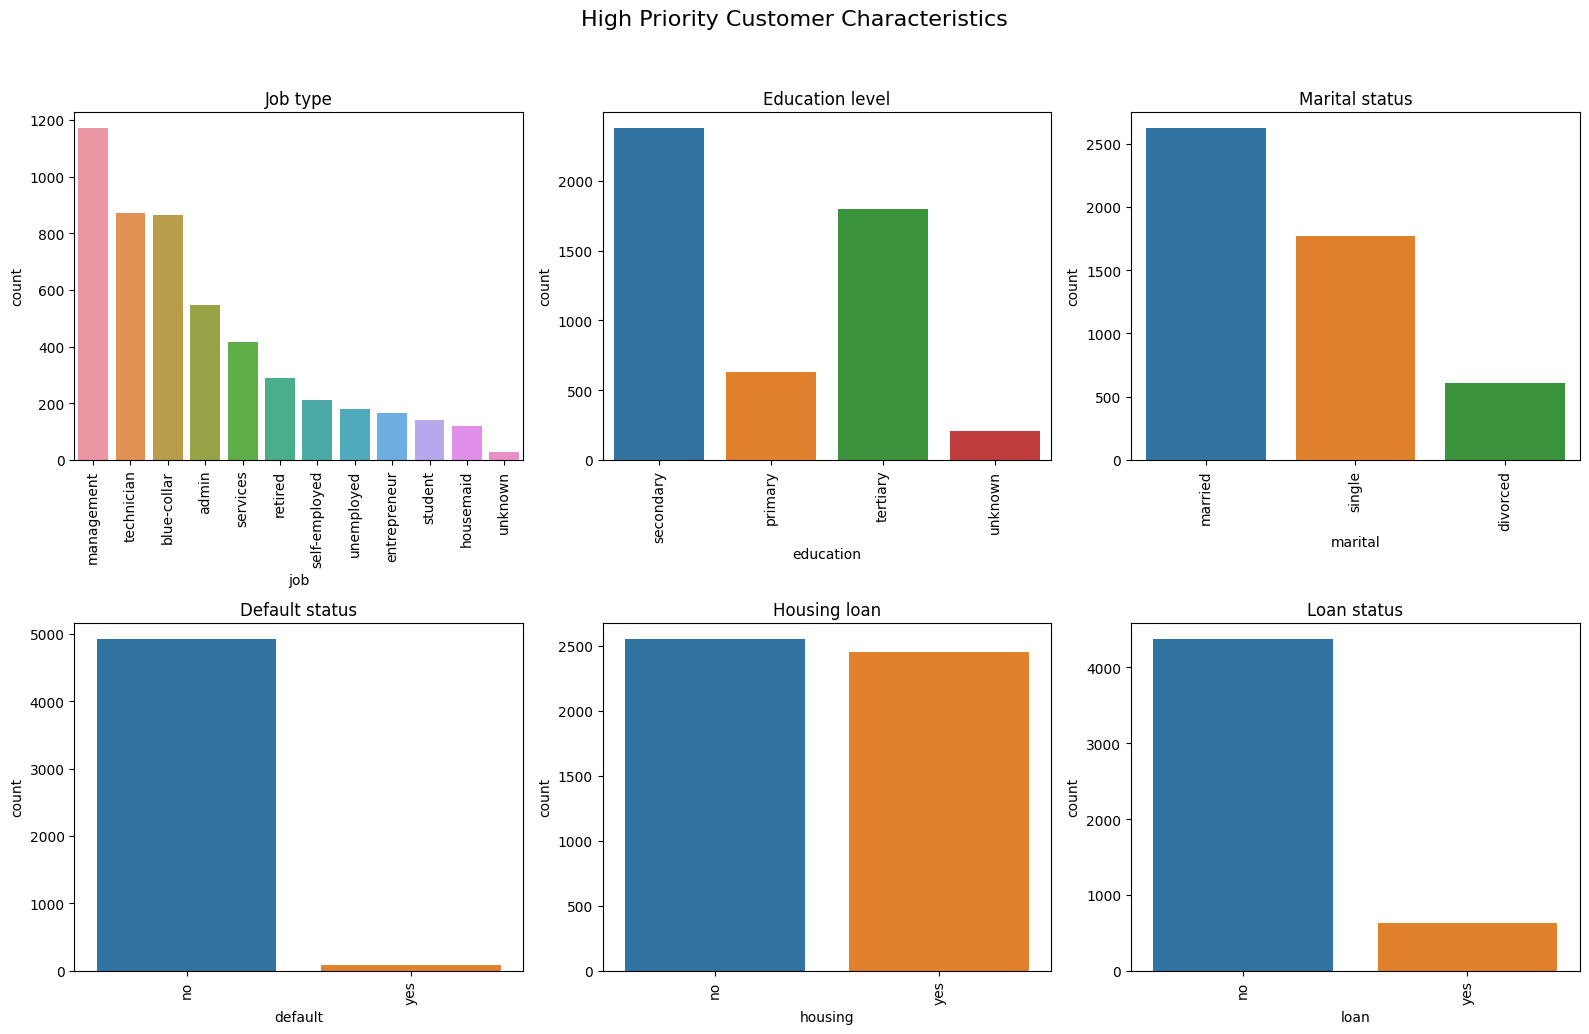 High Priority Customer Characteristics
Job type
1200
1000
800
600
400
200
0
count
management
technician
blue-collar
admin
services
retired
self-employed
unemployed
entrepreneur
student
housemaid
unknown
job
Education level
2000
1500
1000
500
0
count
secondary
primary
tertiary
unknown
education
Marital status
2500
2000
1500
1000
500
0
count
married
single
divorced
marital
Default status
5000
4000
3000
2000
1000
0
count
no
yes
default
Housing loan
2500
2000
1500
1000
500
0
count
no
yes
housing
Loan status
4000
3000
2000
1000
0
count
no
yes
loan